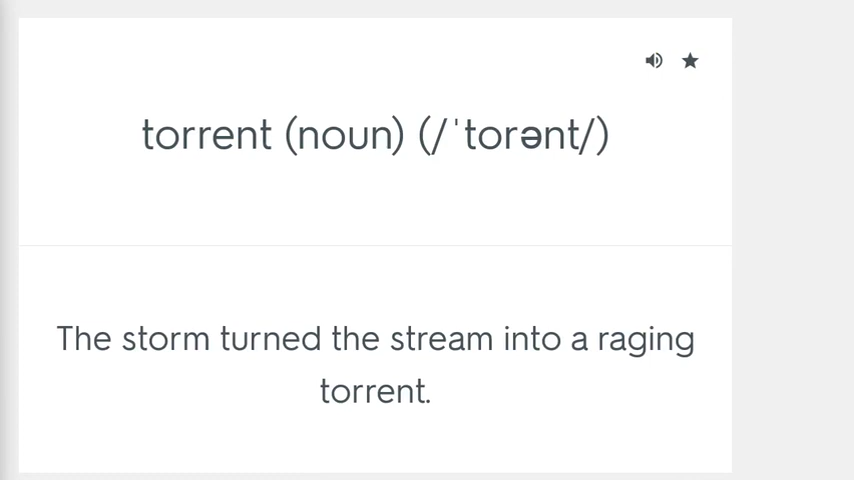 torrent (noun) (/ˈtorənt/)
The storm turned the stream into a raging
torrent.